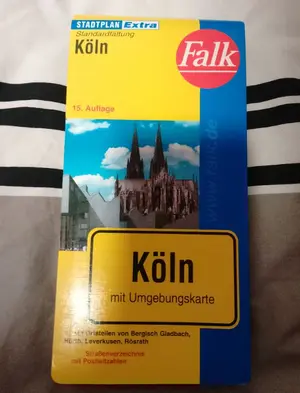 STADTPLAN Extra
Standardfaltung
Köln
Falk
15. Auflage
www.falk.de
Köln
mit Umgebungskarte
Ortsteilen von Bergisch Gladbach,
Hürth, Leverkusen, Rösrath
Straßenverzeichnis
mit Postleitzahlen